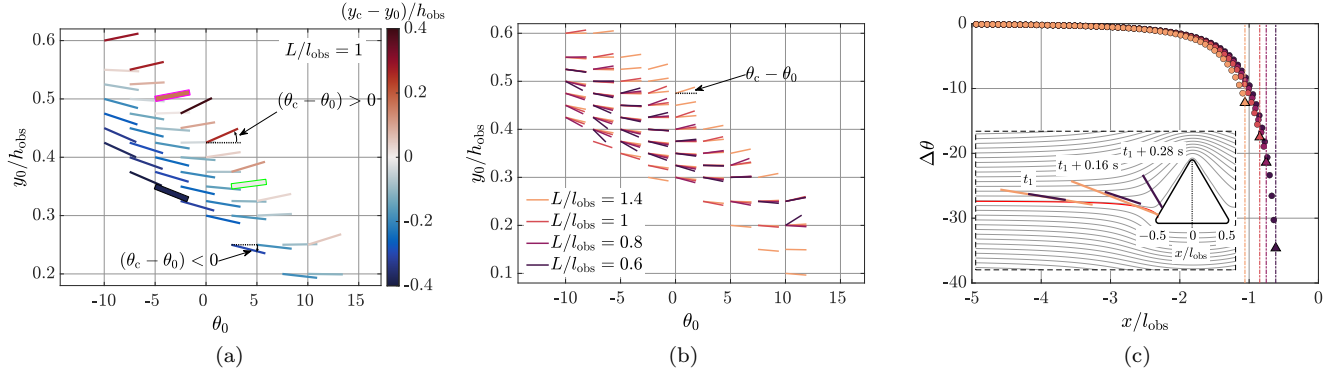 (y_c − y_0)/h_obs
0.4
0.2
0
-0.2
-0.4
L/l_obs = 1
(θ_c − θ_0) > 0
(θ_c − θ_0) < 0
y_0/h_obs
0.6
0.5
0.4
0.3
0.2
-10
-5
0
5
10
15
θ_0
(a)
θ_c − θ_0
L/l_obs = 1.4
L/l_obs = 1
L/l_obs = 0.8
L/l_obs = 0.6
y_0/h_obs
0.6
0.5
0.4
0.3
0.2
0.1
-10
-5
0
5
10
15
θ_0
(b)
Δθ
0
-10
-20
-30
-40
t_1
t_1 + 0.16 s
t_1 + 0.28 s
−0.5
0
0.5
x/l_obs
-5
-4
-3
-2
-1
0
x/l_obs
(c)